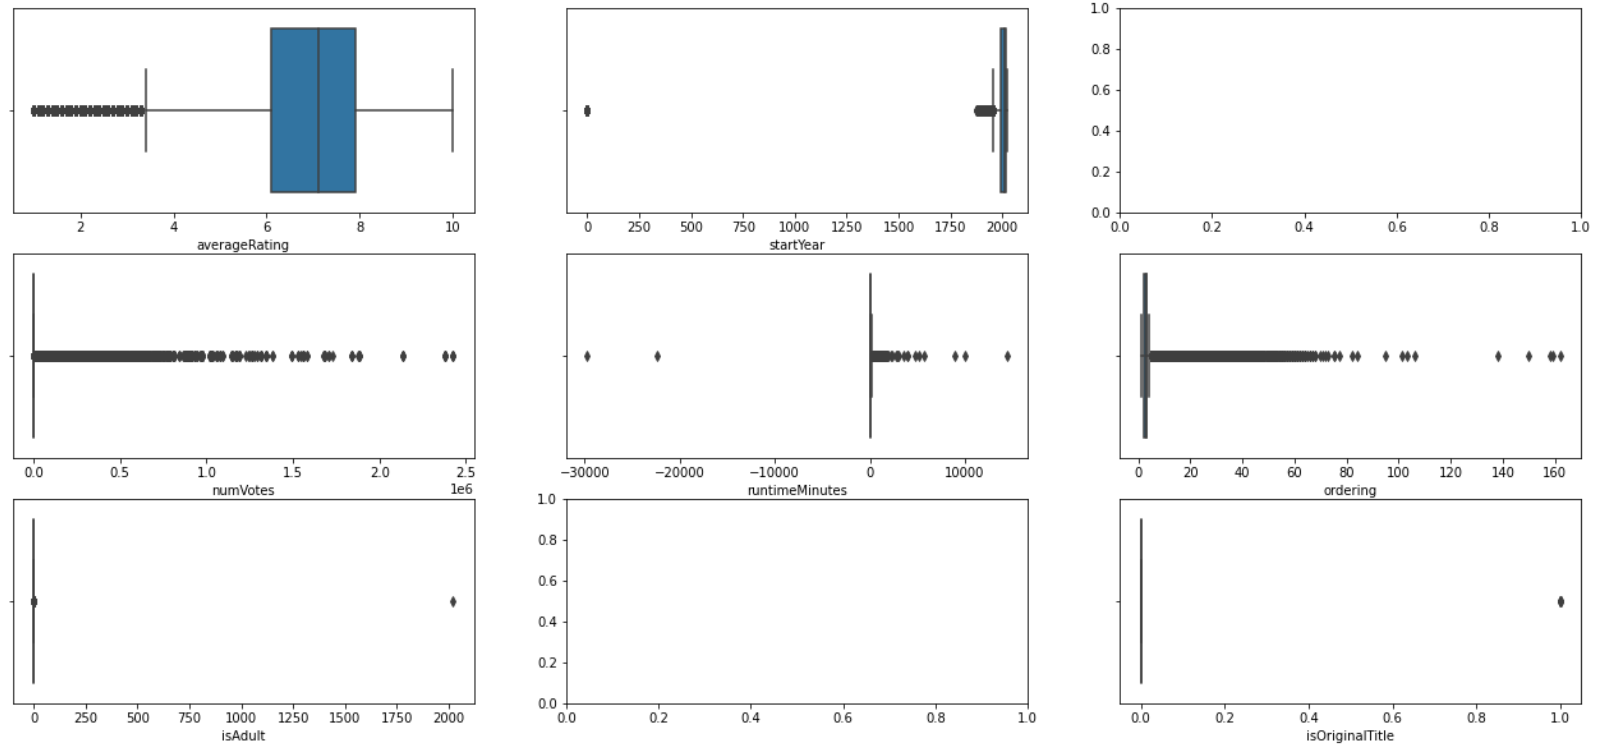 2 4 6 8 10
averageRating
0 250 500 750 1000 1250 1500 1750 2000
startYear
1.0
0.8
0.6
0.4
0.2
0.0
0.0 0.2 0.4 0.6 0.8 1.0
0.0 0.5 1.0 1.5 2.0 2.5
numVotes 1e6
−30000 −20000 −10000 0 10000
runtimeMinutes
0 20 40 60 80 100 120 140 160
ordering
0 250 500 750 1000 1250 1500 1750 2000
isAdult
1.0
0.8
0.6
0.4
0.2
0.0
0.0 0.2 0.4 0.6 0.8 1.0
0.0 0.2 0.4 0.6 0.8 1.0
isOriginalTitle